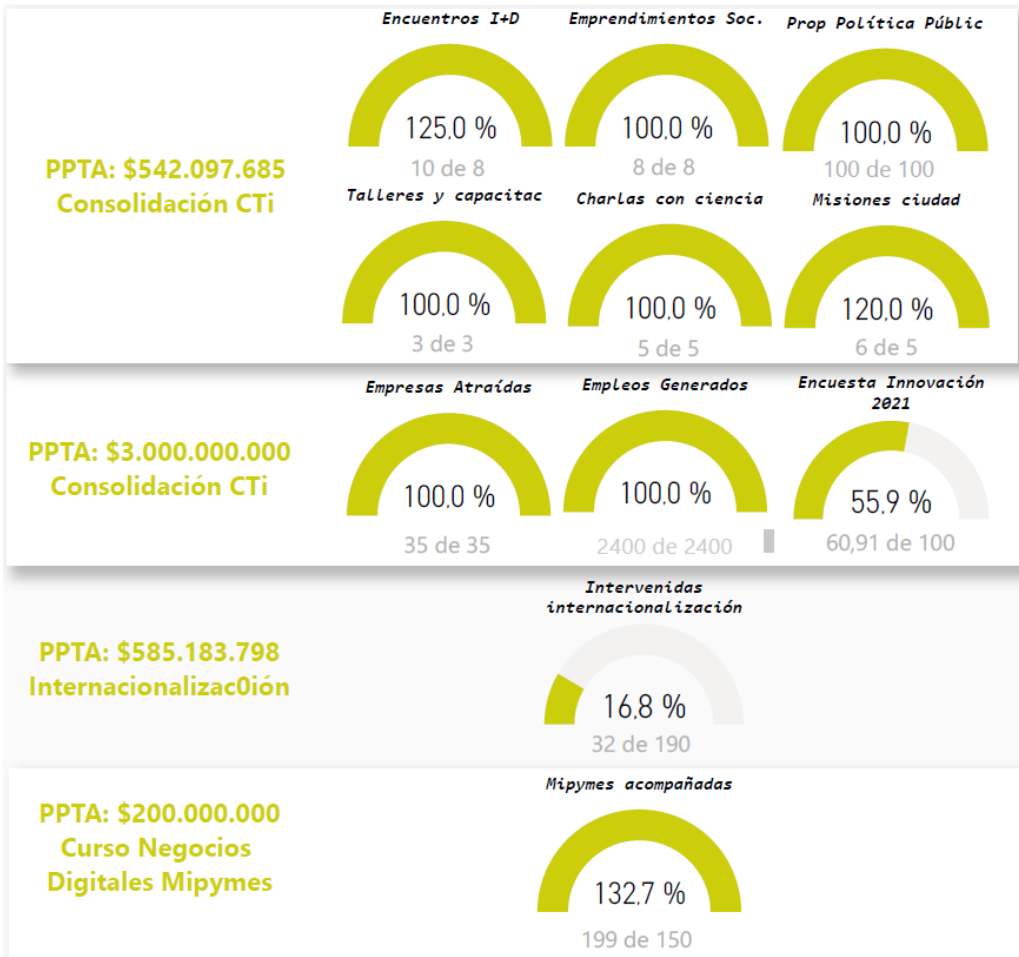 PPTA: $542.097.685
Consolidación CTi
Encuentros I+D
125,0 %
10 de 8
Emprendimientos Soc.
100,0 %
8 de 8
Prop Política Públic
100,0 %
100 de 100
Talleres y capacitac
100,0 %
3 de 3
Charlas con ciencia
100,0 %
5 de 5
Misiones ciudad
120,0 %
6 de 5
PPTA: $3.000.000.000
Consolidación CTi
Empresas Atraídas
100,0 %
35 de 35
Empleos Generados
100,0 %
2400 de 2400
Encuesta Innovación
2021
55,9 %
60,91 de 100
PPTA: $585.183.798
Internacionalizac0ión
Intervenidas
internacionalización
16,8 %
32 de 190
PPTA: $200.000.000
Curso Negocios
Digitales Mipymes
Mipymes acompañadas
132,7 %
199 de 150